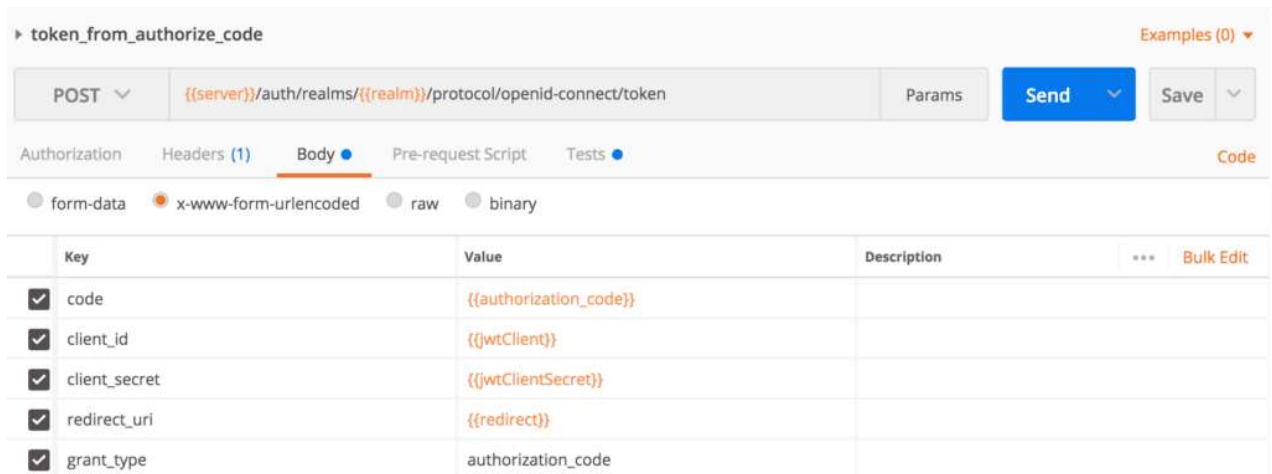 token_from_authorize_code Examples (0)
POST {{server}}/auth/realms/{{realm}}/protocol/openid-connect/token Params Send Save
Authorization Headers (1) Body Pre-request Script Tests Code
form-data x-www-form-urlencoded raw binary
Key Value Description ••• Bulk Edit
code {{authorization_code}}
client_id {{jwtClient}}
client_secret {{jwtClientSecret}}
redirect_uri {{redirect}}
grant_type authorization_code